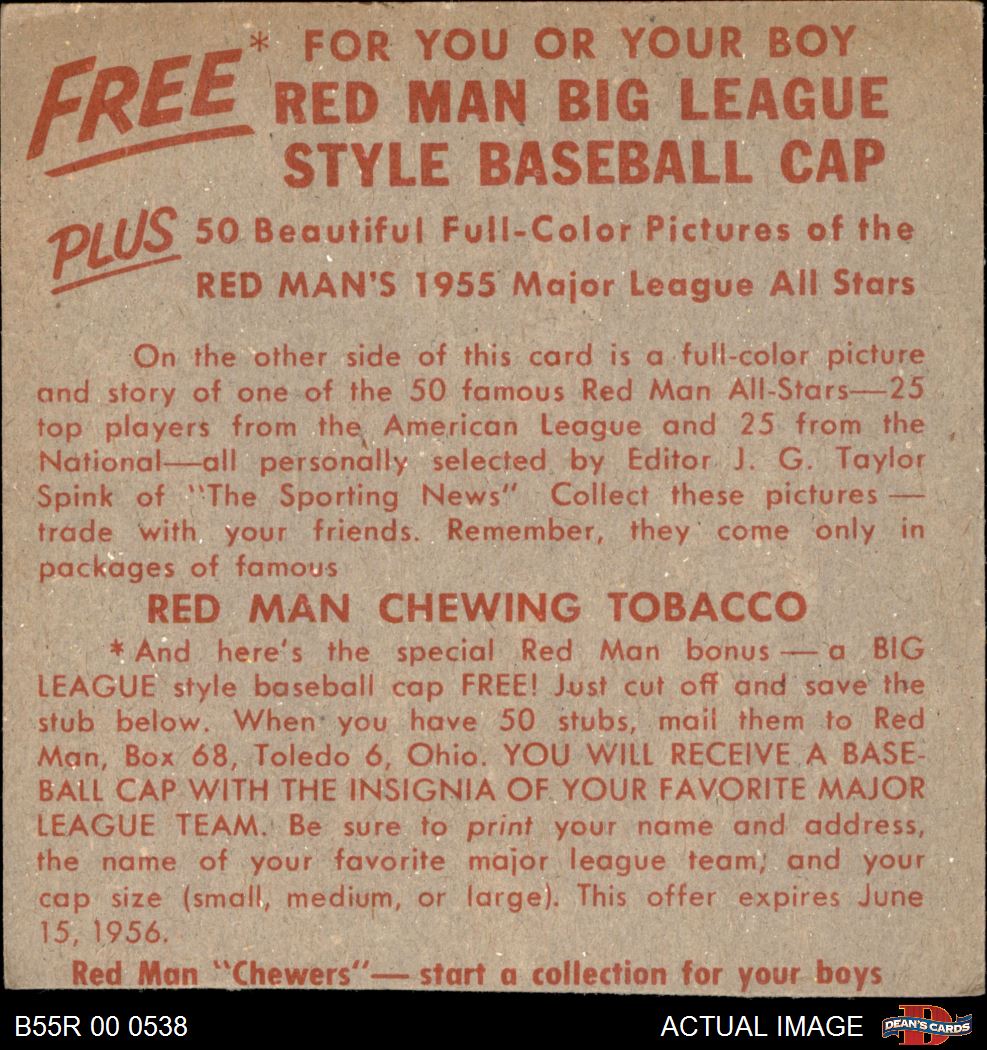 FREE* FOR YOU OR YOUR BOY
RED MAN BIG LEAGUE
STYLE BASEBALL CAP
PLUS 50 Beautiful Full-Color Pictures of the
RED MAN'S 1955 Major League All Stars
On the other side of this card is a full-color picture
and story of one of the 50 famous Red Man All-Stars—25
top players from the American League and 25 from the
National—all personally selected by Editor J. G. Taylor
Spink of "The Sporting News" Collect these pictures —
trade with your friends. Remember, they come only in
packages of famous
RED MAN CHEWING TOBACCO
* And here's the special Red Man bonus — a BIG
LEAGUE style baseball cap FREE! Just cut off and save the
stub below. When you have 50 stubs, mail them to Red
Man, Box 68, Toledo 6, Ohio. YOU WILL RECEIVE A BASE-
BALL CAP WITH THE INSIGNIA OF YOUR FAVORITE MAJOR
LEAGUE TEAM. Be sure to print your name and address,
the name of your favorite major league team; and your
cap size (small, medium, or large). This offer expires June
15, 1956.
Red Man "Chewers"— start a collection for your boys
B55R 00 0538
ACTUAL IMAGE
D
DEAN'S CARDS